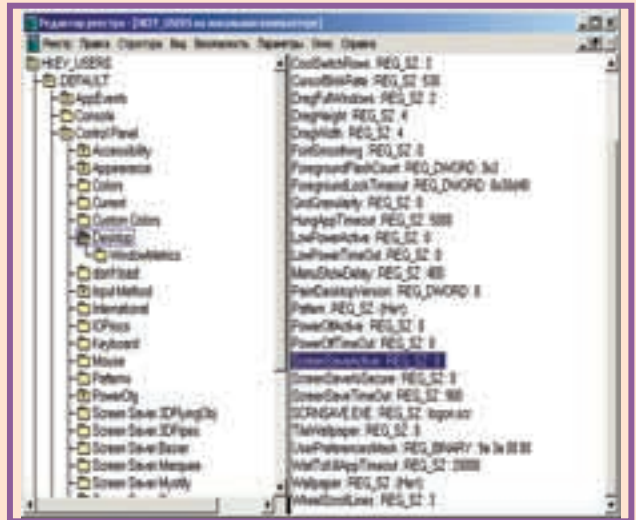 Редактор реестра - [HKEY_USERS на локальном компьютере]
Реестр Правка Структура Вид Безопасность Параметры Окно Справка
HKEY_USERS
.DEFAULT
AppEvents
Console
Control Panel
Accessibility
Appearance
Colors
Current
Custom Colors
Desktop
WindowMetrics
don't load
Input Method
International
IOProcs
Keyboard
Mouse
Patterns
PowerCfg
Screen Saver.3DFlyingObj
Screen Saver.3DPipes
Screen Saver.Bezier
Screen Saver.Marquee
Screen Saver.Mystify
CoolSwitchRows: REG_SZ:
CursorBlinkRate: REG_SZ: 530
DragFullWindows: REG_SZ: 2
DragHeight: REG_SZ: 4
DragWidth: REG_SZ: 4
FontSmoothing: REG_SZ: 0
ForegroundFlashCount: REG_DWORD: 0x3
ForegroundLockTimeout: REG_DWORD:
GridGranularity: REG_SZ: 0
HungAppTimeout: REG_SZ: 5000
LowPowerActive: REG_SZ: 0
LowPowerTimeOut: REG_SZ: 0
MenuShowDelay: REG_SZ: 400
PaintDesktopVersion: REG_DWORD: 0
Pattern: REG_SZ: (Нет)
PowerOffActive: REG_SZ: 0
PowerOffTimeOut: REG_SZ: 0
ScreenSaveActive: REG_SZ:
ScreenSaverIsSecure: REG_SZ: 0
ScreenSaveTimeOut: REG_SZ: 900
SCRNSAVE.EXE: REG_SZ: logon.scr
TileWallpaper: REG_SZ: 0
UserPreferencesMask: REG_BINARY: 9e 3e
WaitToKillAppTimeout: REG_SZ: 20000
Wallpaper: REG_SZ: (Нет)
WheelScrollLines: REG_SZ: 3